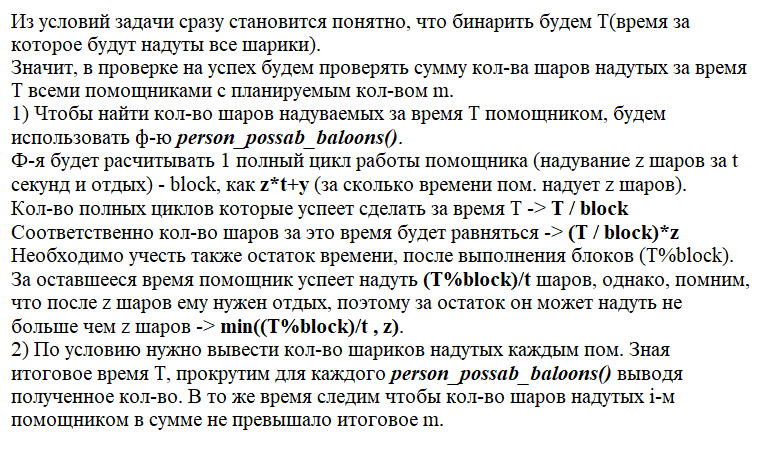 Из условий задачи сразу становится понятно, что бинарить будем T(время за
которое будут надуты все шарики).
Значит, в проверке на успех будем проверять сумму кол-ва шаров надутых за время
T всеми помощниками с планируемым кол-вом m.
1) Чтобы найти кол-во шаров надуваемых за время T помощником, будем
использовать ф-ю person_possab_baloons().
Ф-я будет расчитывать 1 полный цикл работы помощника (надувание z шаров за t
секунд и отдых) - block, как z*t+y (за сколько времени пом. надует z шаров).
Кол-во полных циклов которые успеет сделать за время T -> T / block
Соответственно кол-во шаров за это время будет равняться -> (T / block)*z
Необходимо учесть также остаток времени, после выполнения блоков (T%block).
За оставшееся время помощник успеет надуть (T%block)/t шаров, однако, помним,
что после z шаров ему нужен отдых, поэтому за остаток он может надуть не
больше чем z шаров -> min((T%block)/t , z).
2) По условию нужно вывести кол-во шариков надутых каждым пом. Зная
итоговое время T, прокрутим для каждого person_possab_baloons() выводя
полученное кол-во. В то же время следим чтобы кол-во шаров надутых i-м
помощником в сумме не превышало итоговое m.